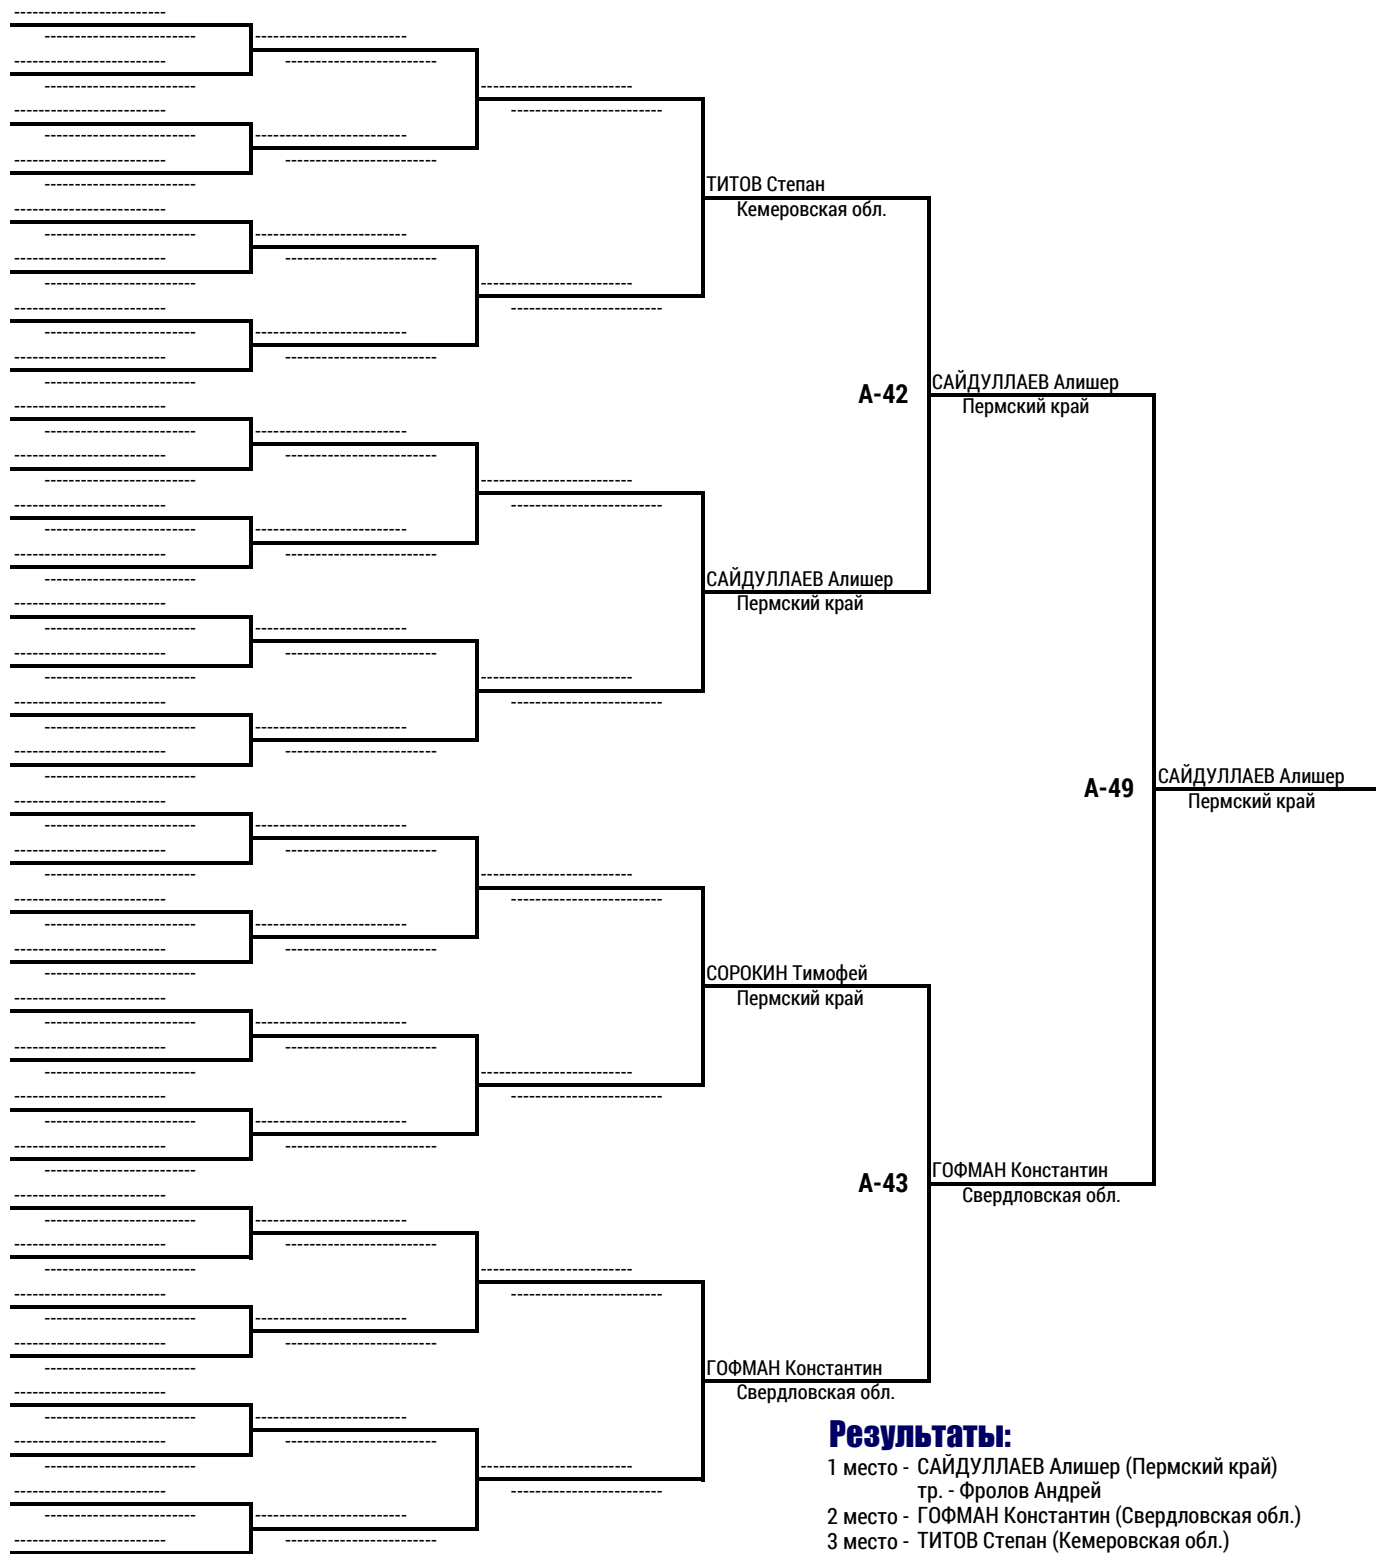 ТИТОВ Степан
Кемеровская обл.
А-42
САЙДУЛЛАЕВ Алишер
Пермский край
САЙДУЛЛАЕВ Алишер
Пермский край
А-49
САЙДУЛЛАЕВ Алишер
Пермский край
СОРОКИН Тимофей
Пермский край
А-43
ГОФМАН Константин
Свердловская обл.
ГОФМАН Константин
Свердловская обл.
Результаты:
1 место - САЙДУЛЛАЕВ Алишер (Пермский край)
тр. - Фролов Андрей
2 место - ГОФМАН Константин (Свердловская обл.)
3 место - ТИТОВ Степан (Кемеровская обл.)